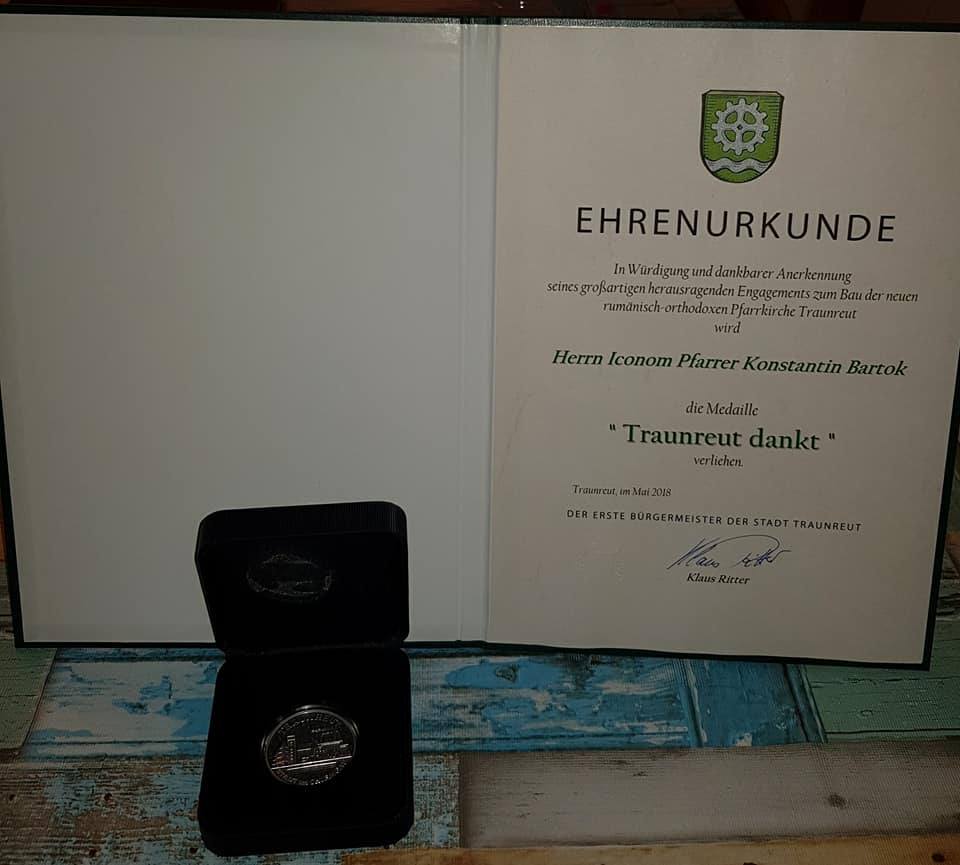 EHRENURKUNDE
In Würdigung und dankbarer Anerkennung
seines großartigen herausragenden Engagements zum Bau der neuen
rumänisch-orthodoxen Pfarrkirche Traunreut
wird
Herrn Iconom Pfarrer Konstantin Bartok
die Medaille
" Traunreut dankt "
verliehen.
Traunreut, im Mai 2018
DER ERSTE BÜRGERMEISTER DER STADT TRAUNREUT
Klaus Ritter
Klaus Ritter